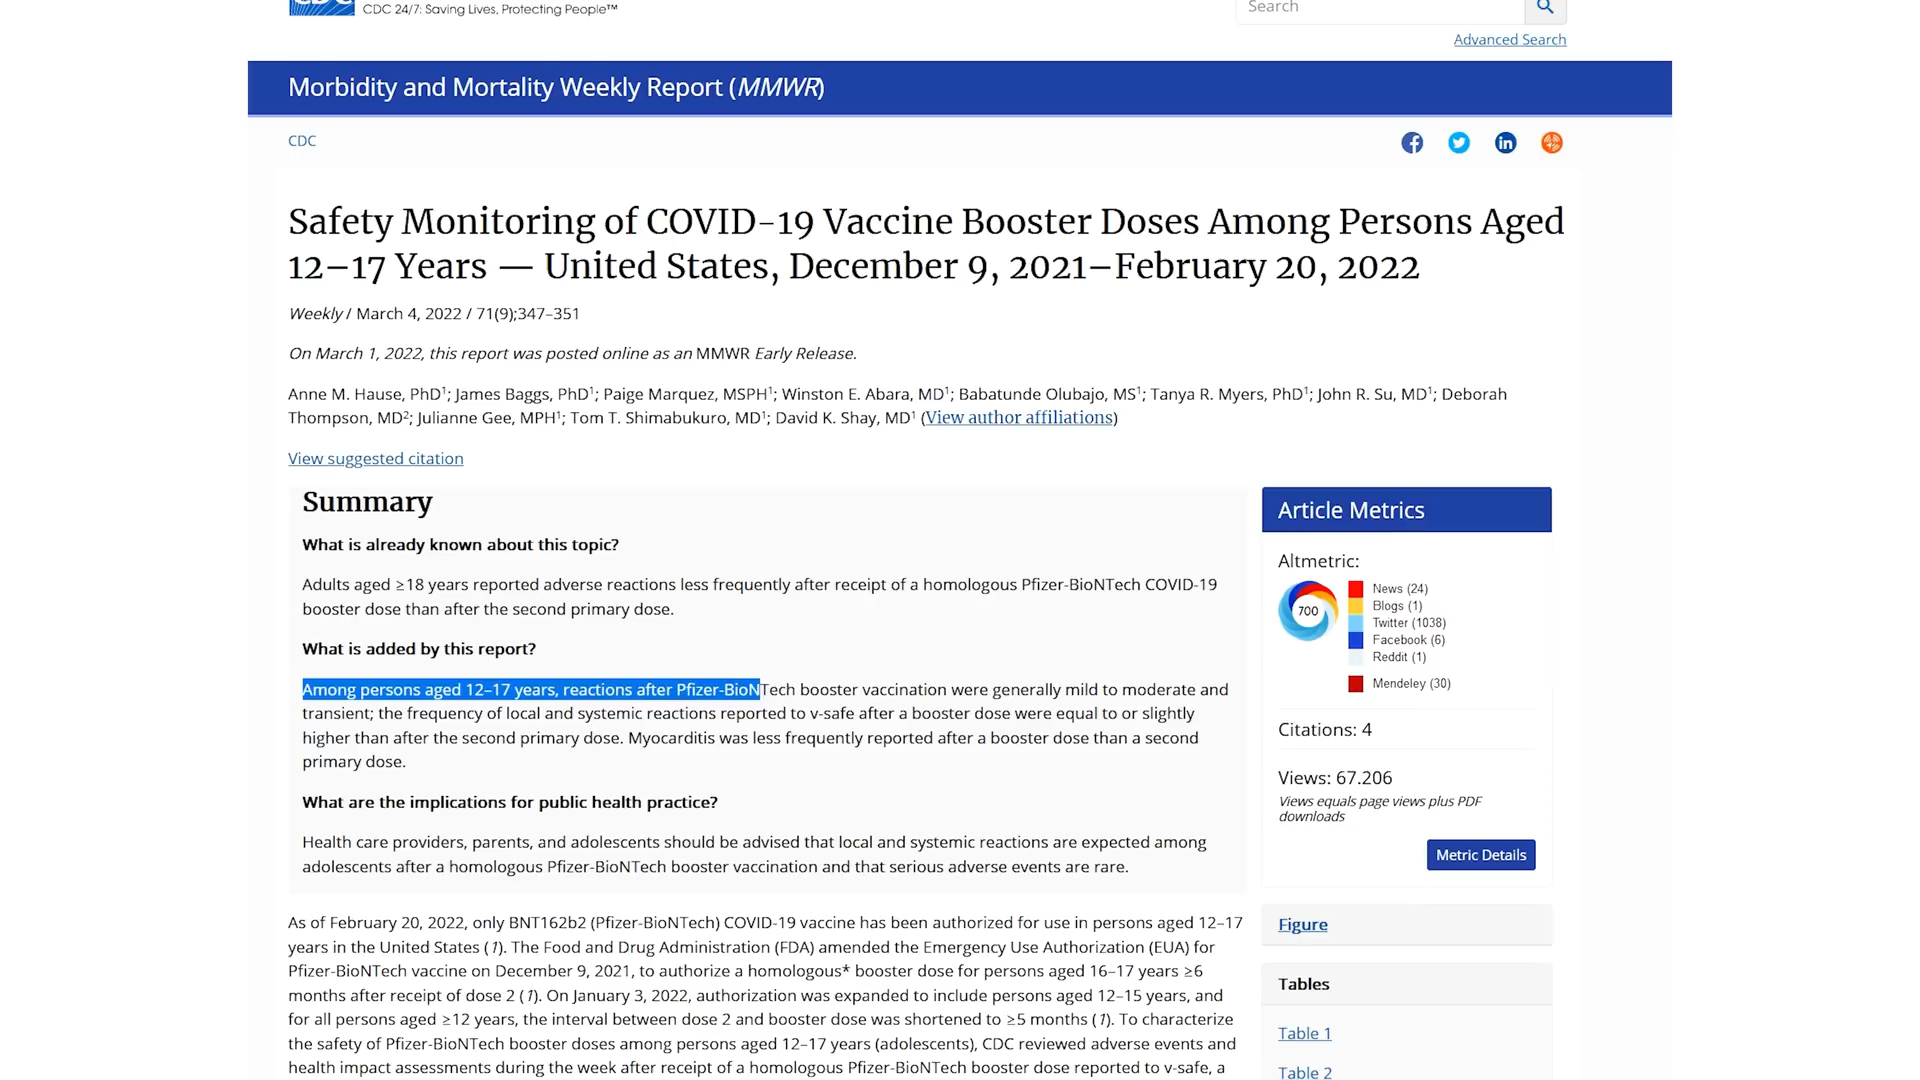 CDC 24/7: Saving Lives, Protecting People™
Search
Advanced Search
Morbidity and Mortality Weekly Report (MMWR)
CDC
Safety Monitoring of COVID-19 Vaccine Booster Doses Among Persons Aged
12–17 Years — United States, December 9, 2021–February 20, 2022
Weekly / March 4, 2022 / 71(9);347–351
On March 1, 2022, this report was posted online as an MMWR Early Release.
Anne M. Hause, PhD¹; James Baggs, PhD¹; Paige Marquez, MSPH¹; Winston E. Abara, MD¹; Babatunde Olubajo, MS¹; Tanya R. Myers, PhD¹; John R. Su, MD¹; Deborah
Thompson, MD²; Julianne Gee, MPH¹; Tom T. Shimabukuro, MD¹; David K. Shay, MD¹ (View author affiliations)
View suggested citation
Summary
What is already known about this topic?
Adults aged ≥18 years reported adverse reactions less frequently after receipt of a homologous Pfizer-BioNTech COVID-19
booster dose than after the second primary dose.
What is added by this report?
Among persons aged 12–17 years, reactions after Pfizer-BioNTech booster vaccination were generally mild to moderate and
transient; the frequency of local and systemic reactions reported to v-safe after a booster dose were equal to or slightly
higher than after the second primary dose. Myocarditis was less frequently reported after a booster dose than a second
primary dose.
What are the implications for public health practice?
Health care providers, parents, and adolescents should be advised that local and systemic reactions are expected among
adolescents after a homologous Pfizer-BioNTech booster vaccination and that serious adverse events are rare.
As of February 20, 2022, only BNT162b2 (Pfizer-BioNTech) COVID-19 vaccine has been authorized for use in persons aged 12–17
years in the United States (1). The Food and Drug Administration (FDA) amended the Emergency Use Authorization (EUA) for
Pfizer-BioNTech vaccine on December 9, 2021, to authorize a homologous* booster dose for persons aged 16–17 years ≥6
months after receipt of dose 2 (1). On January 3, 2022, authorization was expanded to include persons aged 12–15 years, and
for all persons aged ≥12 years, the interval between dose 2 and booster dose was shortened to ≥5 months (1). To characterize
the safety of Pfizer-BioNTech booster doses among persons aged 12–17 years (adolescents), CDC reviewed adverse events and
health impact assessments during the week after receipt of a homologous Pfizer-BioNTech booster dose reported to v-safe, a
Article Metrics
Altmetric:
700
News (24)
Blogs (1)
Twitter (1038)
Facebook (6)
Reddit (1)
Mendeley (30)
Citations: 4
Views: 67.206
Views equals page views plus PDF
downloads
Metric Details
Figure
Tables
Table 1
Table 2